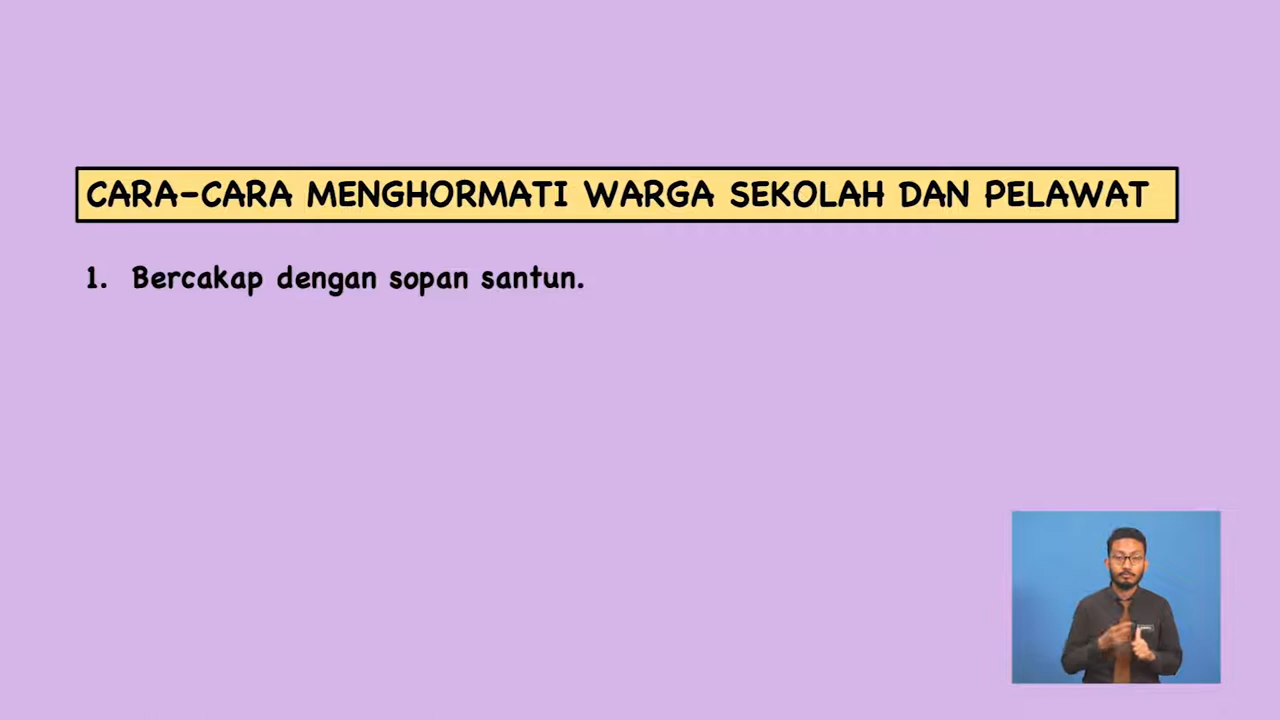 CARA-CARA MENGHORMATI WARGA SEKOLAH DAN PELAWAT
1. Bercakap dengan sopan santun.